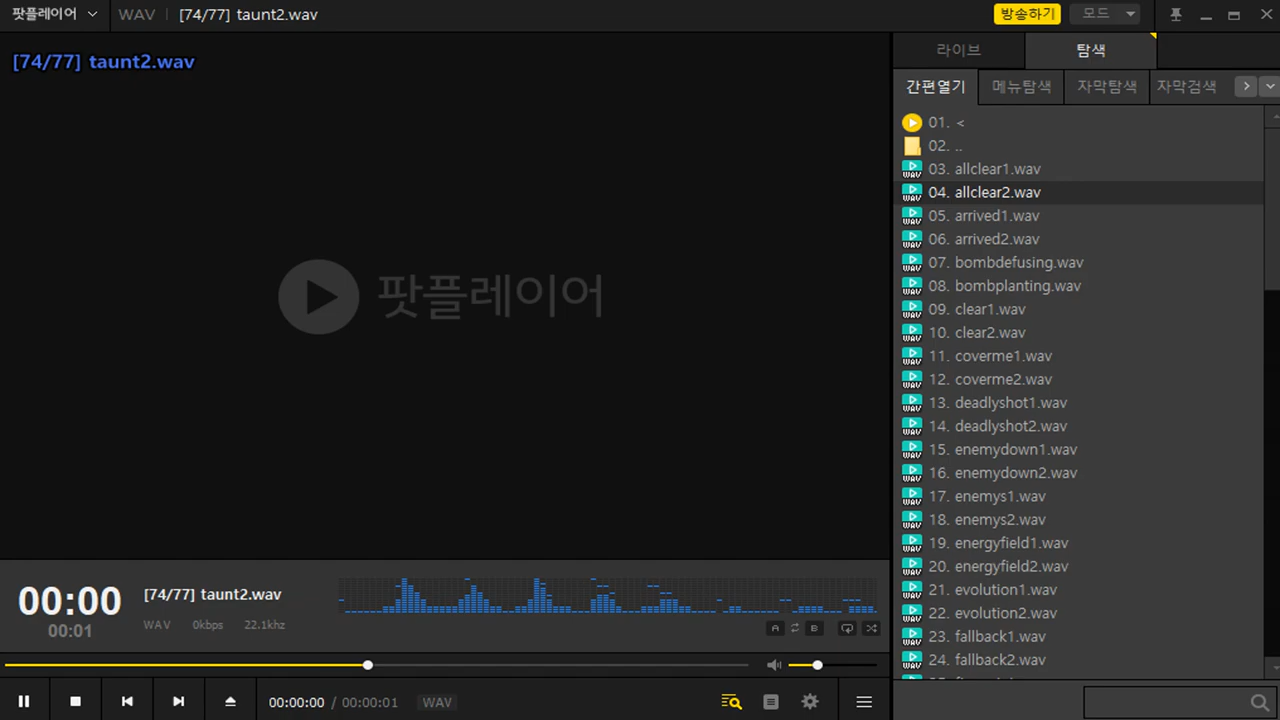 팟플레이어 WAV [74/77] taunt2.wav 방송하기 모드
[74/77] taunt2.wav
팟플레이어
라이브 탐색
간편열기 메뉴탐색 자막탐색 자막검색
01. <
02. ..
03. allclear1.wav
04. allclear2.wav
05. arrived1.wav
06. arrived2.wav
07. bombdefusing.wav
08. bombplanting.wav
09. clear1.wav
10. clear2.wav
11. coverme1.wav
12. coverme2.wav
13. deadlyshot1.wav
14. deadlyshot2.wav
15. enemydown1.wav
16. enemydown2.wav
17. enemys1.wav
18. enemys2.wav
19. energyfield1.wav
20. energyfield2.wav
21. evolution1.wav
22. evolution2.wav
23. fallback1.wav
24. fallback2.wav
00:00
00:01
[74/77] taunt2.wav
WAV 0kbps 22.1khz
A B
00:00:00 / 00:00:01 WAV